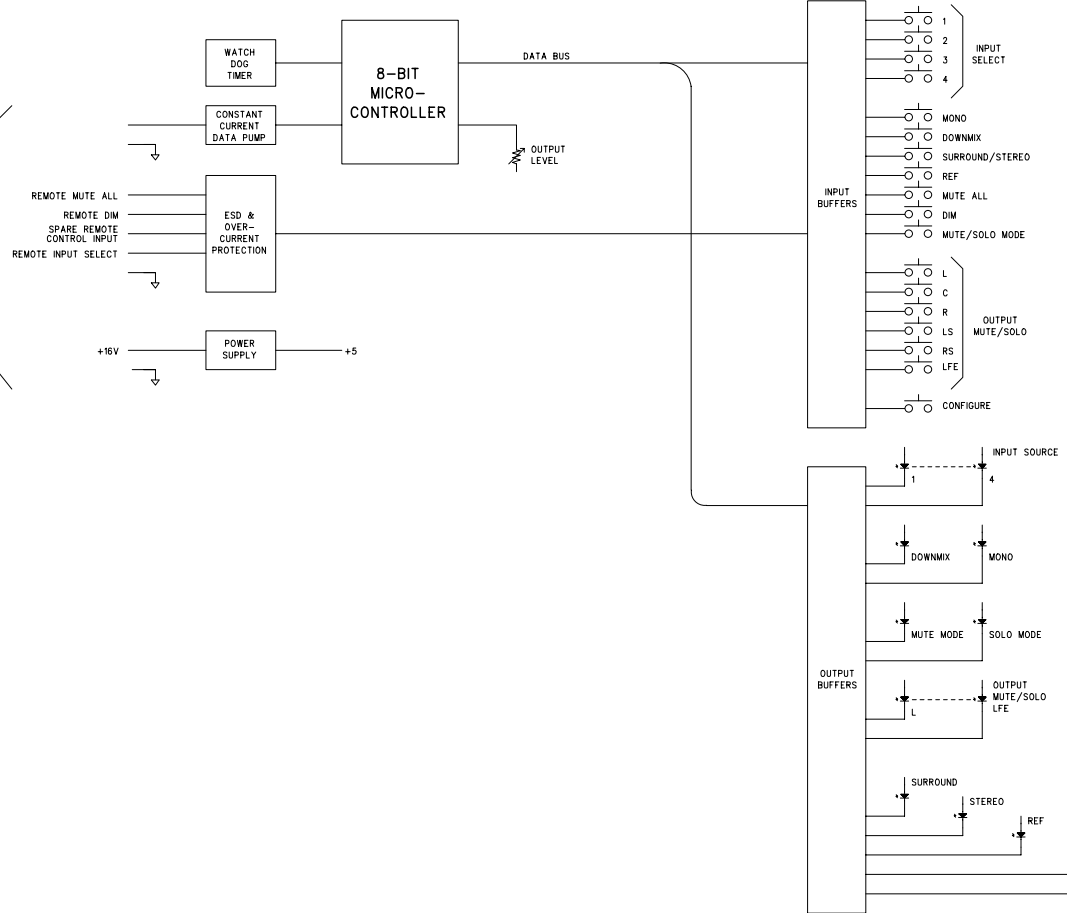 WATCH
DOG
TIMER
8-BIT
MICRO-
CONTROLLER
DATA BUS
CONSTANT
CURRENT
DATA PUMP
OUTPUT
LEVEL
REMOTE MUTE ALL
REMOTE DIM
SPARE REMOTE
CONTROL INPUT
REMOTE INPUT SELECT
ESD &
OVER-
CURRENT
PROTECTION
+16V
POWER
SUPPLY
+5
INPUT
BUFFERS
1
2
3
4
INPUT
SELECT
MONO
DOWNMIX
SURROUND/STEREO
REF
MUTE ALL
DIM
MUTE/SOLO MODE
L
C
R
LS
RS
LFE
OUTPUT
MUTE/SOLO
CONFIGURE
OUTPUT
BUFFERS
INPUT SOURCE
1
4
DOWNMIX
MONO
MUTE MODE
SOLO MODE
L
OUTPUT
MUTE/SOLO
LFE
SURROUND
STEREO
REF